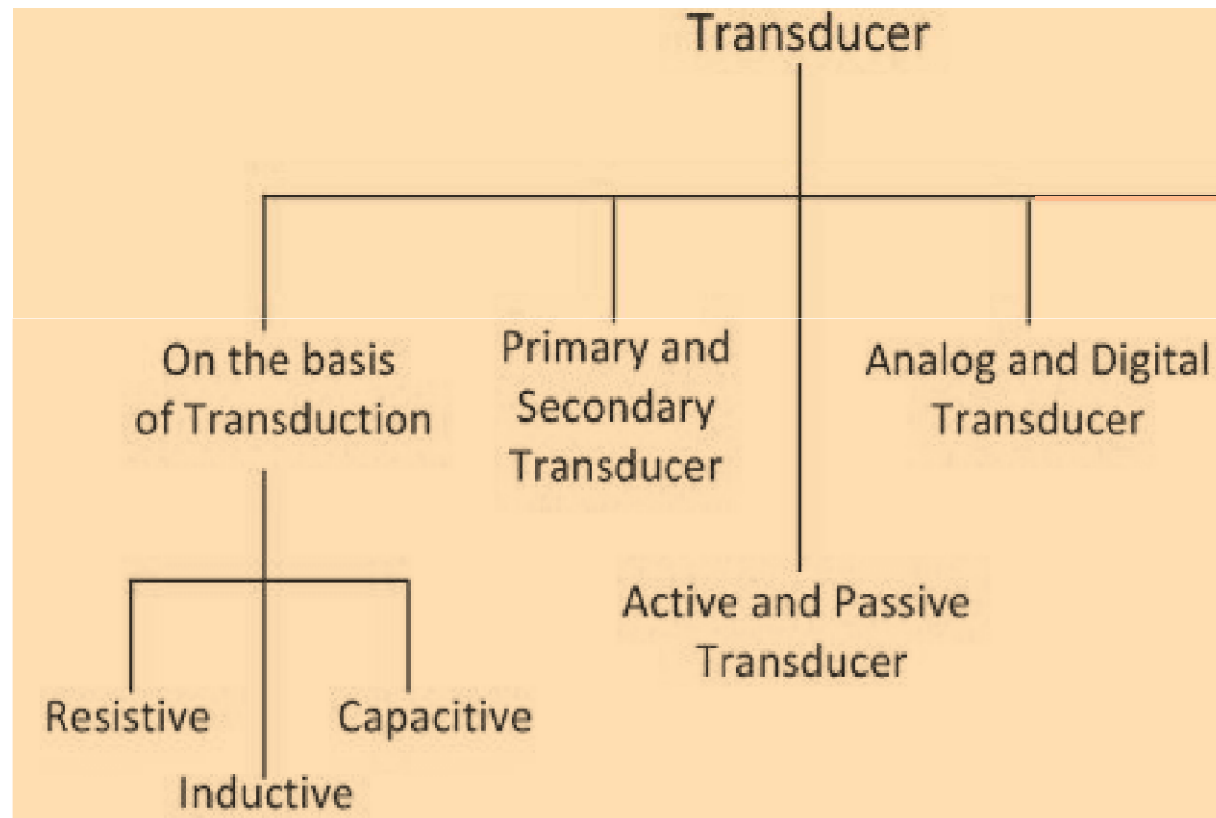 Transducer
On the basis
of Transduction
Primary and
Secondary
Transducer
Analog and Digital
Transducer
Active and Passive
Transducer
Resistive
Capacitive
Inductive